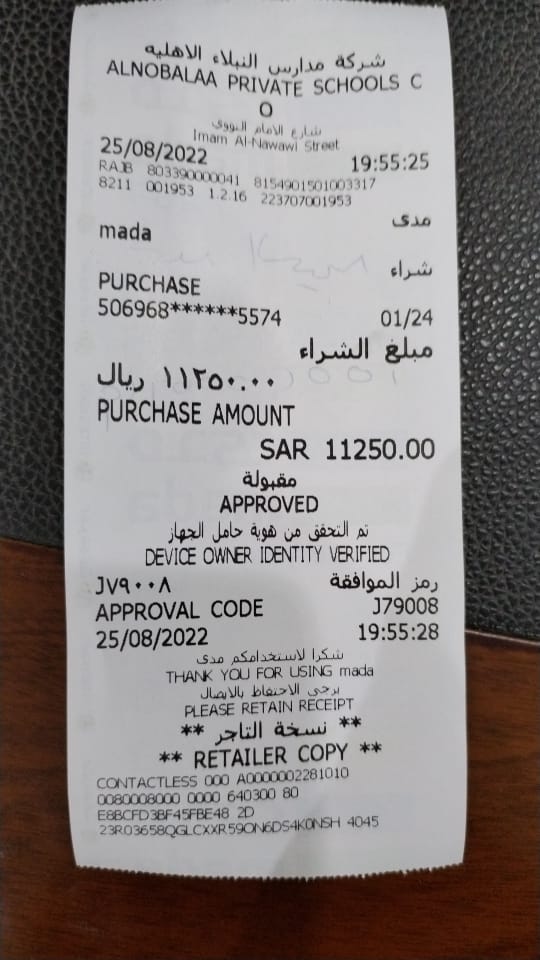 شركة مدارس النبلاء الاهليه
ALNOBALAA PRIVATE SCHOOLS C
O
شارع الامام النووي
Imam Al-Nawawi Street
25/08/2022 19:55:25
RAJB 803390000041 8154901501003317
8211 001953 1.2.16 223707001953
مدى
mada
شراء
PURCHASE
506968******5574 01/24
مبلغ الشراء
١١٢٥٠.٠٠ ريال
PURCHASE AMOUNT
SAR 11250.00
مقبولة
APPROVED
تم التحقق من هوية حامل الجهاز
DEVICE OWNER IDENTITY VERIFIED
رمز الموافقة J٧٩٠٠٨
APPROVAL CODE J79008
25/08/2022 19:55:28
شكرا لاستخدامكم مدى
THANK YOU FOR USING mada
يرجى الاحتفاظ بالايصال
PLEASE RETAIN RECEIPT
** نسخة التاجر **
** RETAILER COPY **
CONTACTLESS 000 A0000002281010
0080008000 0000 640300 80
E8BCFD3BF45FBE48 2D
23R03658QGLCXXR59ON6DS4K0NSH 4045